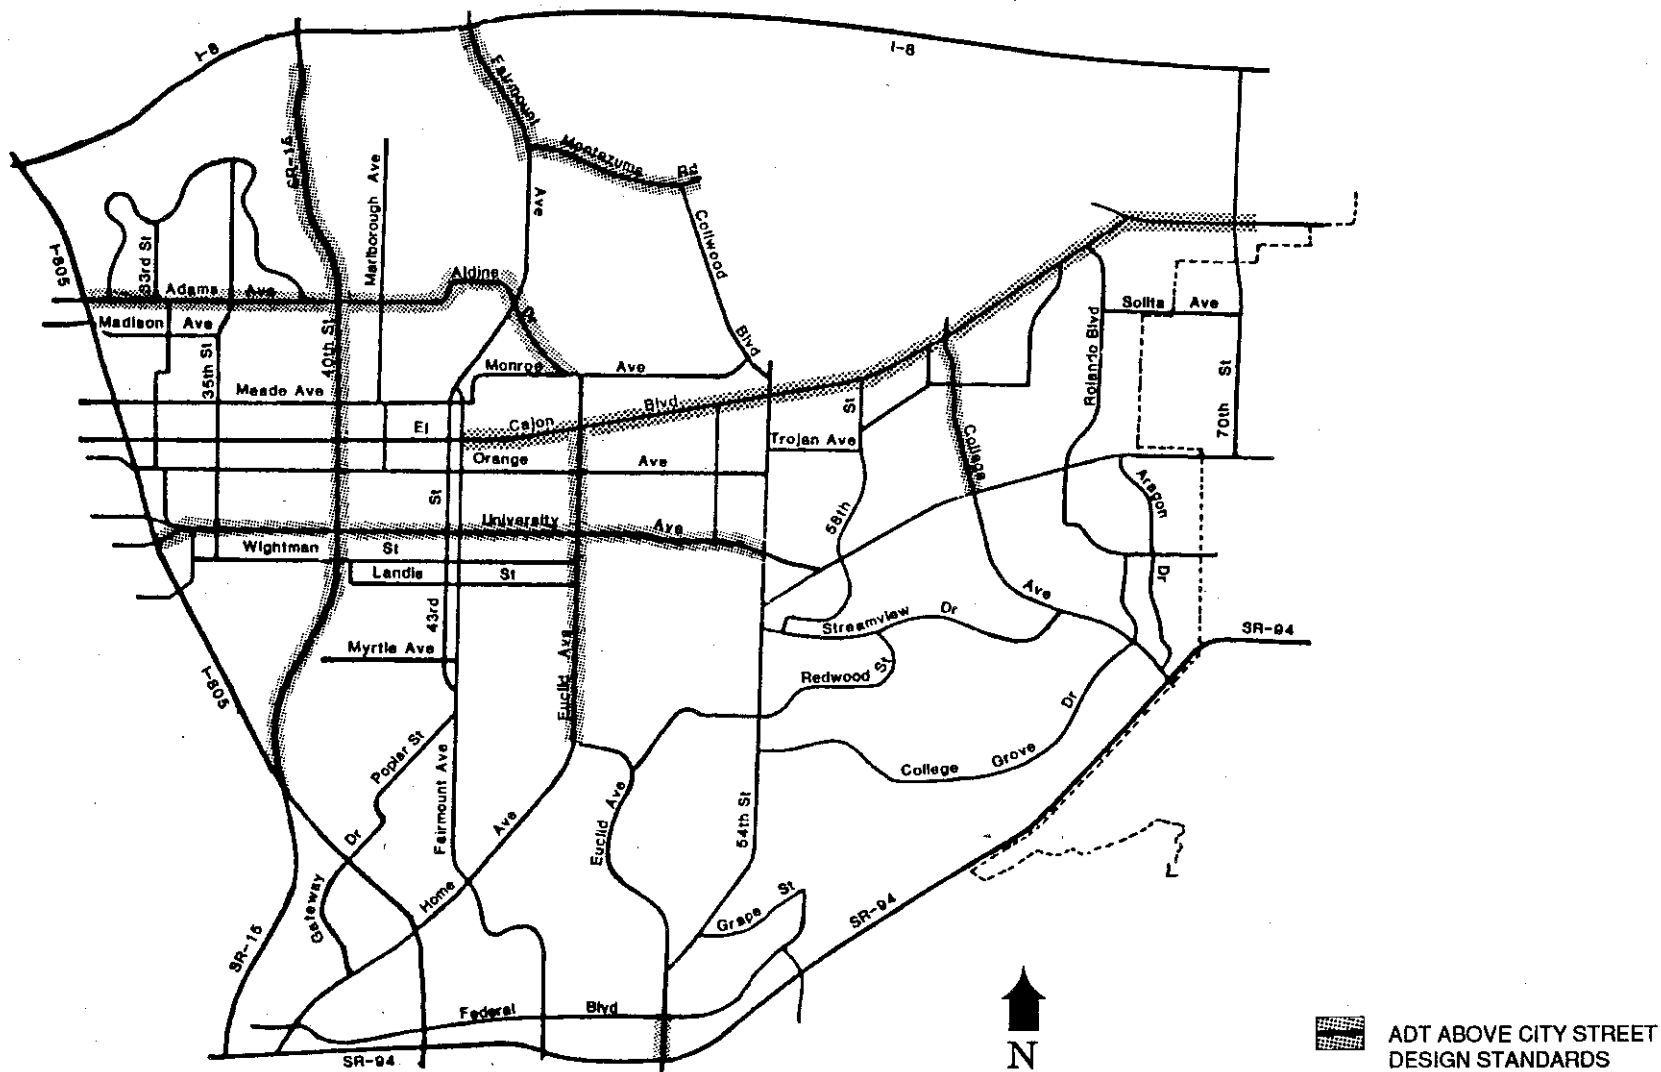 I-8
I-8
Fairmount
SR-15
Montezuma
Rd
Marlborough Ave
Ave
Collwood
I-805
33rd St
Aldine
Adams Ave
Dr
Solita Ave
Madison Ave
40th St
Blvd
Rolando Blvd
35th St
Monroe Ave
St
Meade Ave
Blvd
St
70th
El Cajon
Trojan Ave
College
Orange Ave
Aragon
St
University Ave
58th
Wightman St
Landis St
Dr
Ave
43rd
Streamview Dr
SR-94
Myrtle Ave
Euclid Ave
Redwood St
I-805
Dr
Poplar St
College Grove
Fairmount Ave
Ave
Euclid Ave
54th St
Dr
Gateway
Home
St
Grape
SR-94
SR-15
Federal Blvd
SR-94
N
ADT ABOVE CITY STREET
DESIGN STANDARDS